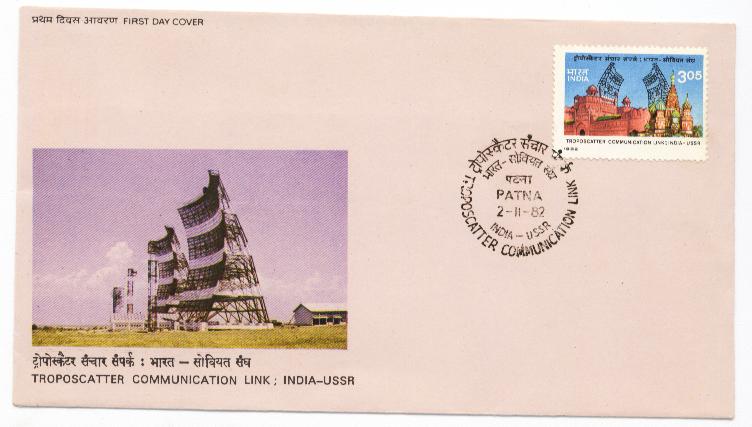 प्रथम दिवस आवरण FIRST DAY COVER
ट्रोपोस्कैटर संचार संपर्क : भारत-सोवियत संघ
भारत
INDIA
3.05
TROPOSCATTER COMMUNICATION LINK: INDIA-USSR
1982
ट्रोपोस्कैटर संचार संपर्क
भारत-सोवियत संघ
पटना
PATNA
2-11-82
INDIA-USSR
TROPOSCATTER COMMUNICATION LINK
ट्रोपोस्कैटर संचार संपर्क : भारत – सोवियत संघ
TROPOSCATTER COMMUNICATION LINK ; INDIA–USSR